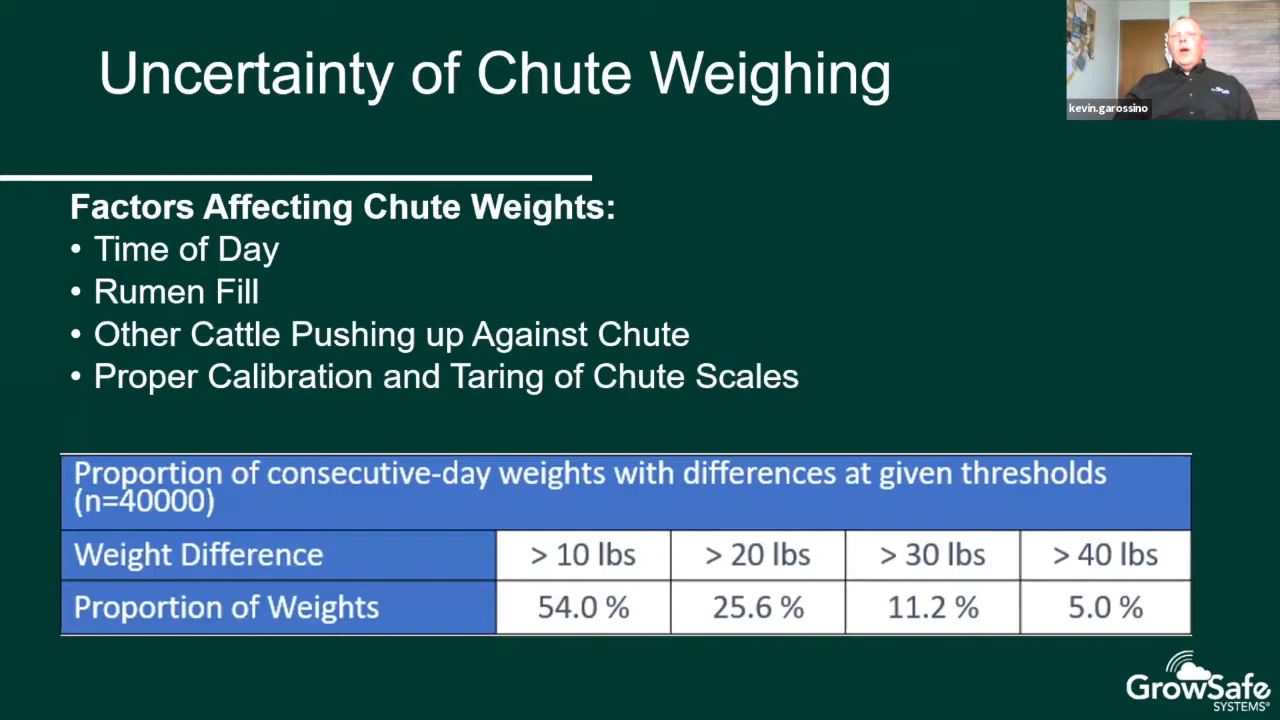 Uncertainty of Chute Weighing
kevin.garossino
Factors Affecting Chute Weights:
• Time of Day
• Rumen Fill
• Other Cattle Pushing up Against Chute
• Proper Calibration and Taring of Chute Scales
Proportion of consecutive-day weights with differences at given thresholds
(n=40000)
Weight Difference > 10 lbs > 20 lbs > 30 lbs > 40 lbs
Proportion of Weights 54.0 % 25.6 % 11.2 % 5.0 %
GrowSafe
SYSTEMS®